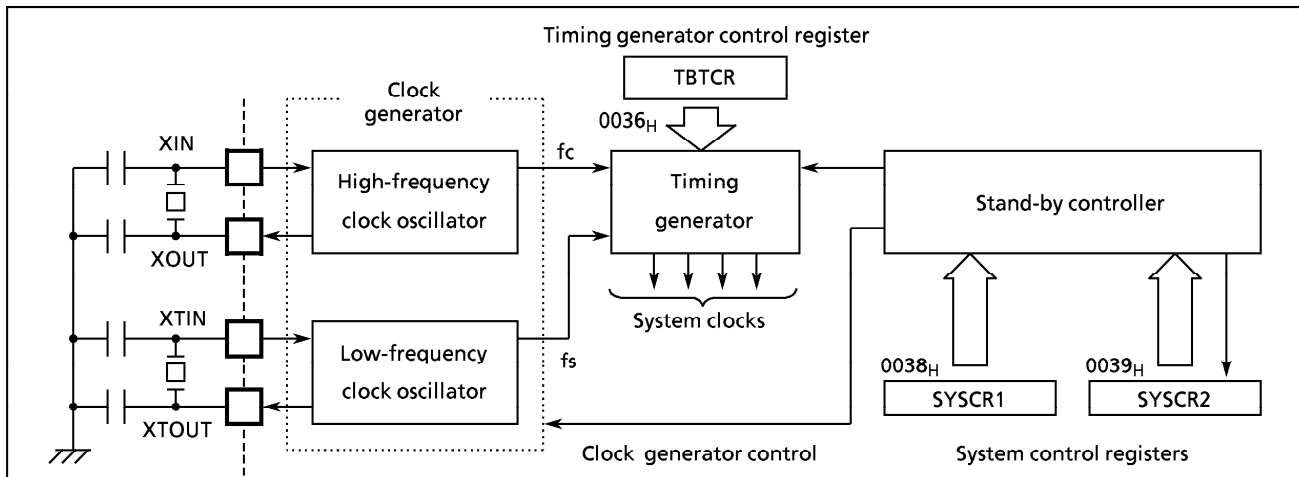 Timing generator control register
TBTCR
0036H
Clock
generator
XIN
High-frequency
clock oscillator
XOUT
fc
Timing
generator
Stand-by controller
System clocks
XTIN
Low-frequency
clock oscillator
XTOUT
fs
0038H
SYSCR1
0039H
SYSCR2
Clock generator control
System control registers